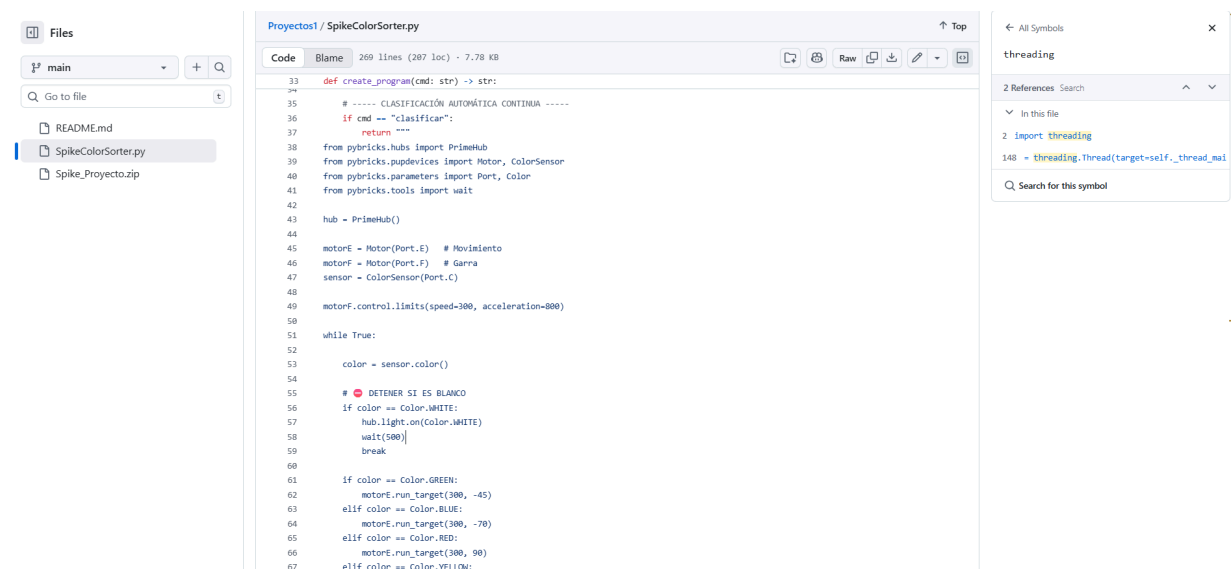 Files
main
Go to file
t
README.md
SpikeColorSorter.py
Spike_Proyecto.zip
Proyectos1 / SpikeColorSorter.py
Top
Code
Blame
269 lines (207 loc) · 7.78 KB
Raw
33 def create_program(cmd: str) -> str:
34
35 # ----- CLASIFICACIÓN AUTOMÁTICA CONTINUA -----
36 if cmd == "clasificar":
37 return """
38 from pybricks.hubs import PrimeHub
39 from pybricks.pupdevices import Motor, ColorSensor
40 from pybricks.parameters import Port, Color
41 from pybricks.tools import wait
42
43 hub = PrimeHub()
44
45 motorE = Motor(Port.E)   # Movimiento
46 motorF = Motor(Port.F)   # Garra
47 sensor = ColorSensor(Port.C)
48
49 motorF.control.limits(speed=300, acceleration=800)
50
51 while True:
52
53 color = sensor.color()
54
55 # ⛔ DETENER SI ES BLANCO
56 if color == Color.WHITE:
57 hub.light.on(Color.WHITE)
58 wait(500)
59 break
60
61 if color == Color.GREEN:
62 motorE.run_target(300, -45)
63 elif color == Color.BLUE:
64 motorE.run_target(300, -70)
65 elif color == Color.RED:
66 motorE.run_target(300, 90)
67 elif color == Color.YELLOW:
All Symbols
threading
2 References Search
In this file
2 import threading
148 = threading.Thread(target=self._thread_mai
Search for this symbol